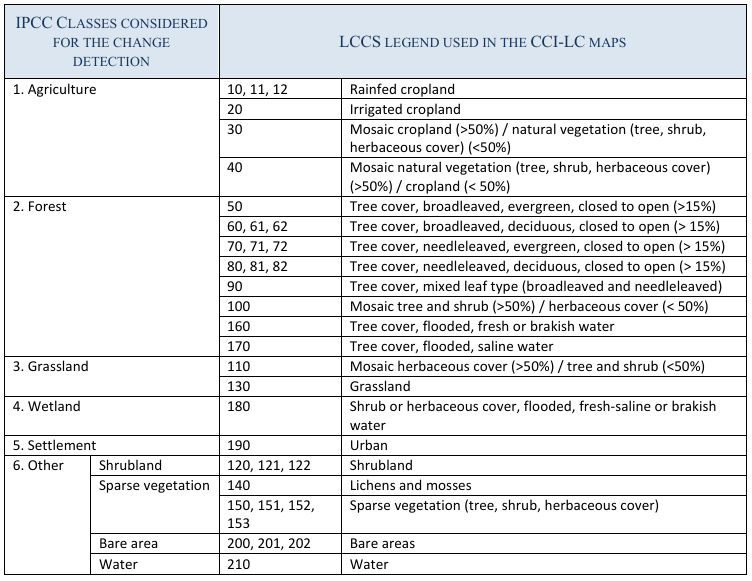 IPCC CLASSES CONSIDERED
FOR THE CHANGE
DETECTION
LCCS LEGEND USED IN THE CCI-LC MAPS
1. Agriculture
10, 11, 12
Rainfed cropland
20
Irrigated cropland
30
Mosaic cropland (>50%) / natural vegetation (tree, shrub,
herbaceous cover) (<50%)
40
Mosaic natural vegetation (tree, shrub, herbaceous cover)
(>50%) / cropland (< 50%)
2. Forest
50
Tree cover, broadleaved, evergreen, closed to open (>15%)
60, 61, 62
Tree cover, broadleaved, deciduous, closed to open (> 15%)
70, 71, 72
Tree cover, needleleaved, evergreen, closed to open (> 15%)
80, 81, 82
Tree cover, needleleaved, deciduous, closed to open (> 15%)
90
Tree cover, mixed leaf type (broadleaved and needleleved)
100
Mosaic tree and shrub (>50%) / herbaceous cover (< 50%)
160
Tree cover, flooded, fresh or brakish water
170
Tree cover, flooded, saline water
3. Grassland
110
Mosaic herbaceous cover (>50%) / tree and shrub (<50%)
130
Grassland
4. Wetland
180
Shrub or herbaceous cover, flooded, fresh-saline or brakish
water
5. Settlement
190
Urban
6. Other
Shrubland
120, 121, 122
Shrubland
Sparse vegetation
140
Lichens and mosses
150, 151, 152,
153
Sparse vegetation (tree, shrub, herbaceous cover)
Bare area
200, 201, 202
Bare areas
Water
210
Water